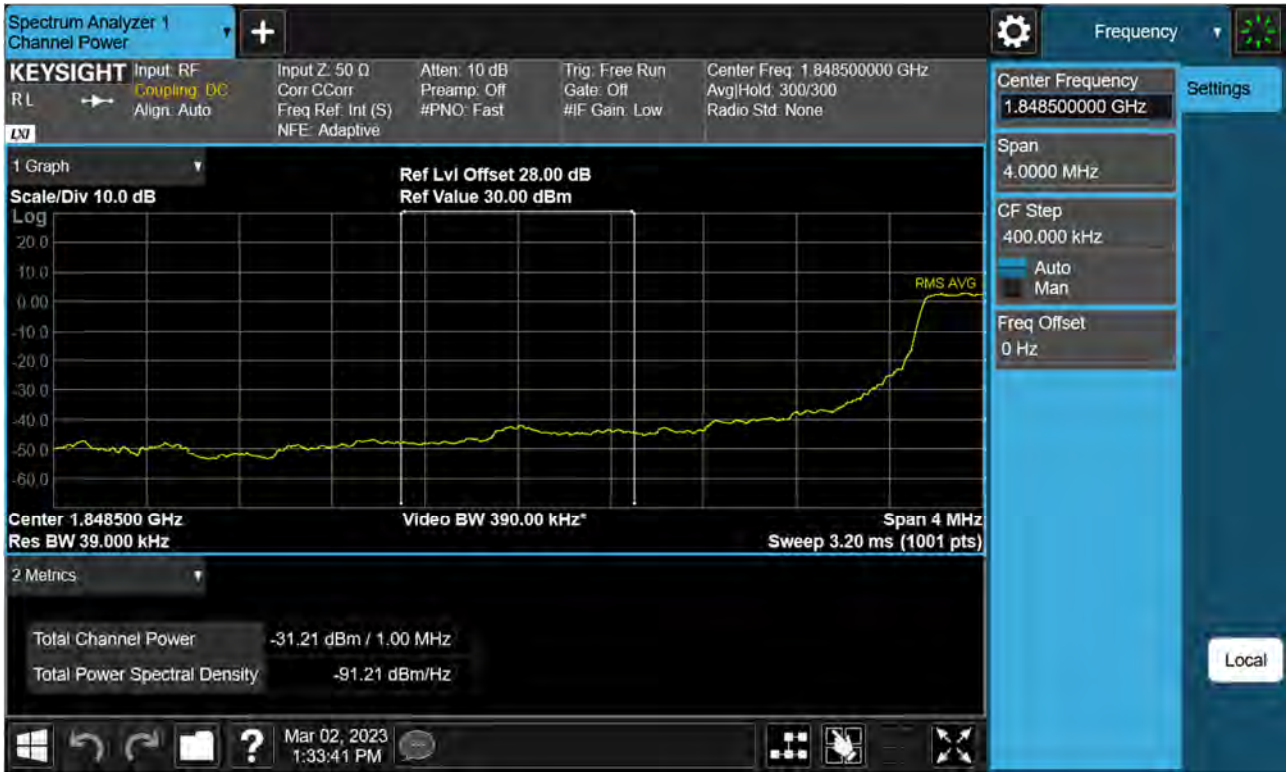 Spectrum Analyzer 1
Channel Power
+
Frequency
KEYSIGHT
RL
LXI
Input: RF
Coupling: DC
Align: Auto
Input Z: 50 Ω
Corr CCorr
Freq Ref: Int (S)
NFE: Adaptive
Atten: 10 dB
Preamp: Off
#PNO: Fast
Trig: Free Run
Gate: Off
#IF Gain: Low
Center Freq: 1.848500000 GHz
Avg|Hold: 300/300
Radio Std: None
Center Frequency
1.848500000 GHz
Settings
Span
4.0000 MHz
CF Step
400.000 kHz
Auto
Man
Freq Offset
0 Hz
Local
1 Graph
Scale/Div 10.0 dB
Ref Lvl Offset 28.00 dB
Ref Value 30.00 dBm
Log
20.0
10.0
0.00
-10.0
-20.0
-30.0
-40.0
-50.0
-60.0
RMS AVG
Center 1.848500 GHz
Res BW 39.000 kHz
Video BW 390.00 kHz*
Span 4 MHz
Sweep 3.20 ms (1001 pts)
2 Metrics
Total Channel Power -31.21 dBm / 1.00 MHz
Total Power Spectral Density -91.21 dBm/Hz
?
Mar 02, 2023
1:33:41 PM